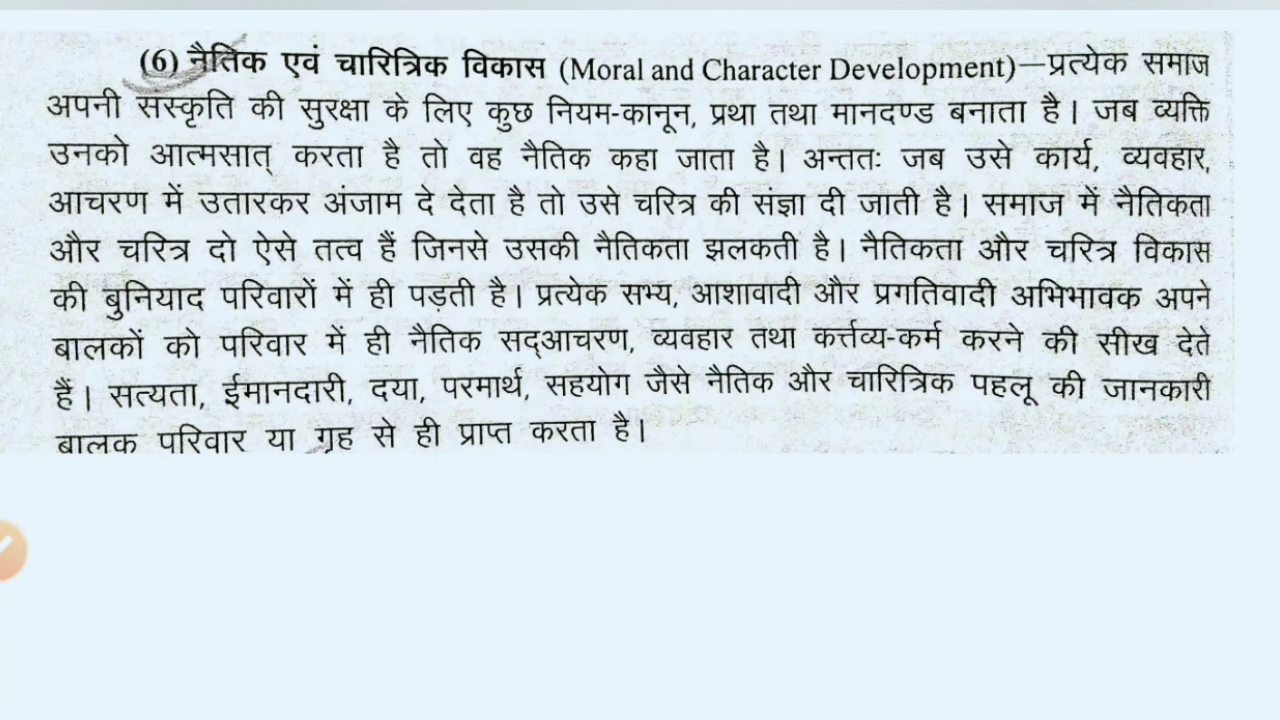 (6) नैतिक एवं चारित्रिक विकास (Moral and Character Development)—प्रत्येक समाज
अपनी संस्कृति की सुरक्षा के लिए कुछ नियम-कानून, प्रथा तथा मानदण्ड बनाता है। जब व्यक्ति
उनको आत्मसात् करता है तो वह नैतिक कहा जाता है। अन्ततः जब उसे कार्य, व्यवहार,
आचरण में उतारकर अंजाम दे देता है तो उसे चरित्र की संज्ञा दी जाती है। समाज में नैतिकता
और चरित्र दो ऐसे तत्व हैं जिनसे उसकी नैतिकता झलकती है। नैतिकता और चरित्र विकास
की बुनियाद परिवारों में ही पड़ती है। प्रत्येक सभ्य, आशावादी और प्रगतिवादी अभिभावक अपने
बालकों को परिवार में ही नैतिक सद्आचरण, व्यवहार तथा कर्त्तव्य-कर्म करने की सीख देते
हैं। सत्यता, ईमानदारी, दया, परमार्थ, सहयोग जैसे नैतिक और चारित्रिक पहलू की जानकारी
बालक परिवार या गृह से ही प्राप्त करता है।